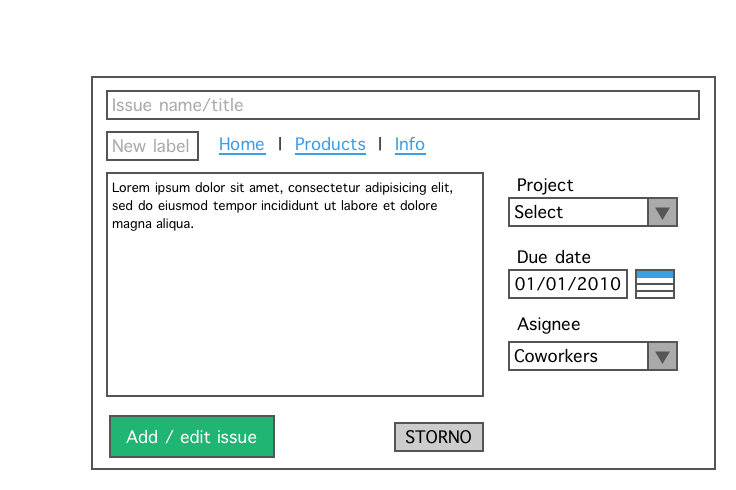 Issue name/title
New label
Home | Products | Info
Lorem ipsum dolor sit amet, consectetur adipisicing elit,
sed do eiusmod tempor incididunt ut labore et dolore
magna aliqua.
Project
Select
Due date
01/01/2010
Asignee
Coworkers
Add / edit issue
STORNO